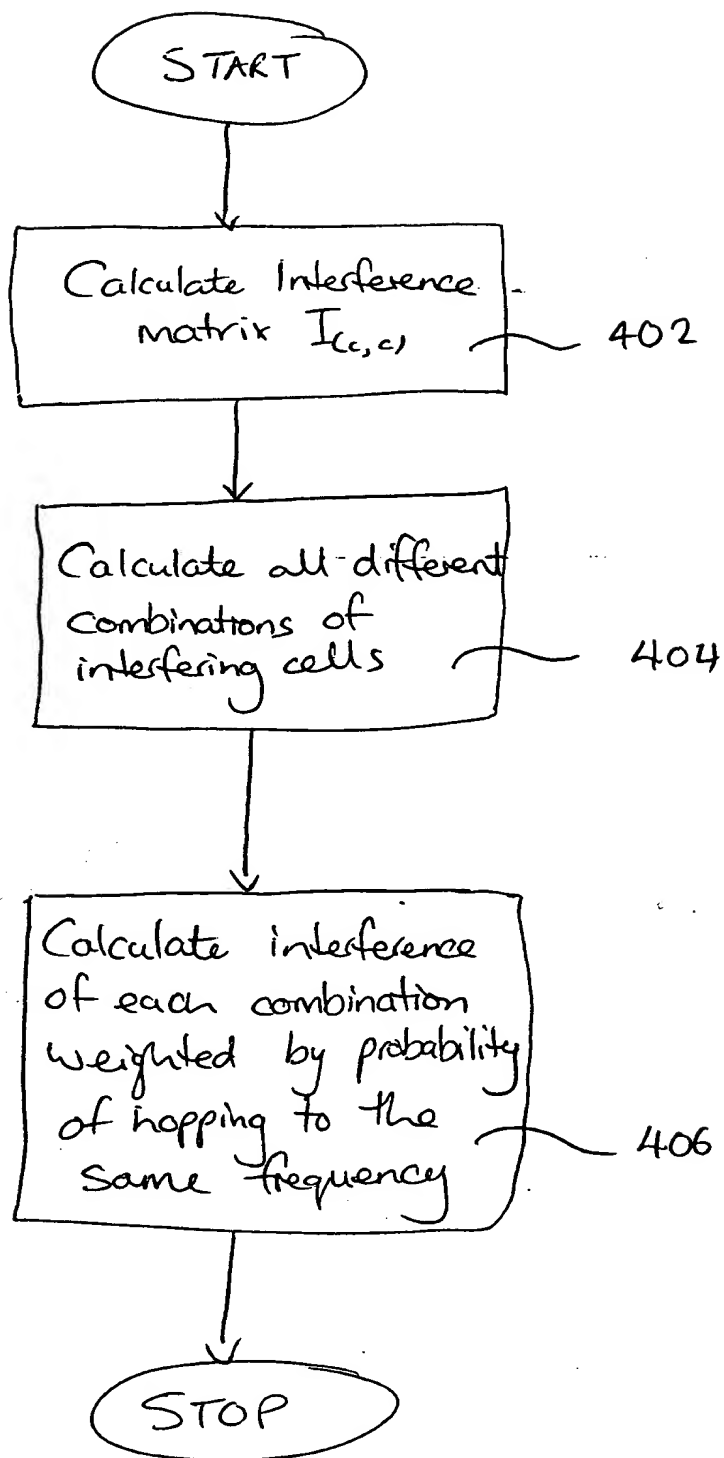 START
Calculate Interference
matrix I(c,c)
402
Calculate all different
combinations of
interfering cells
404
Calculate interference
of each combination
weighted by probability
of hopping to the
same frequency
406
STOP